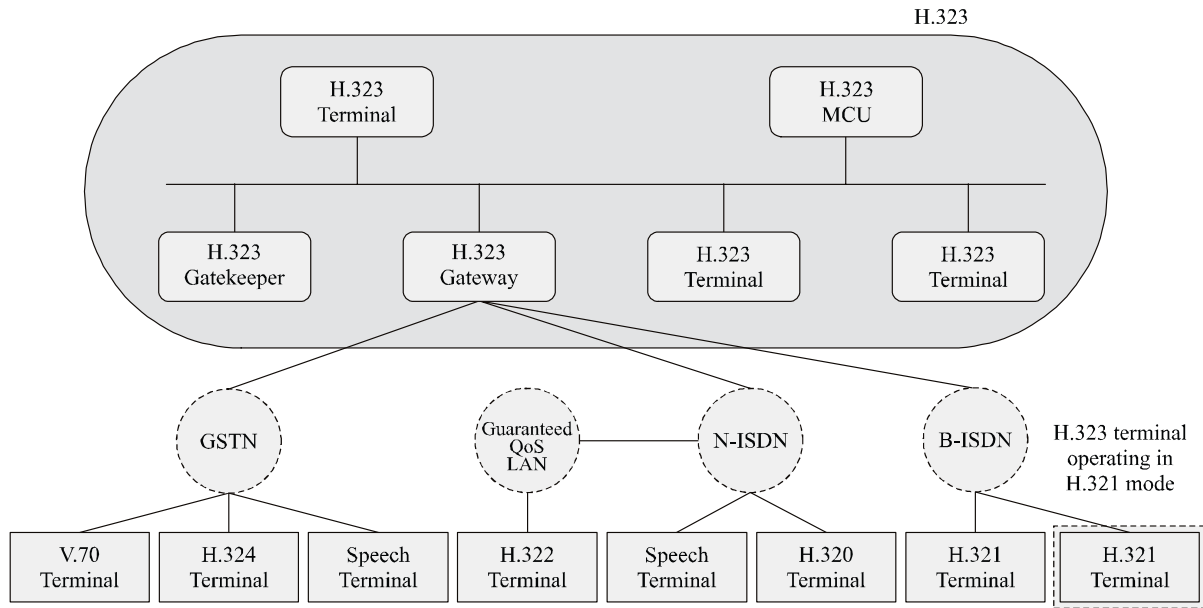 H.323
H.323
Terminal
H.323
MCU
H.323
Gatekeeper
H.323
Gateway
H.323
Terminal
H.323
Terminal
GSTN
Guaranteed
QoS
LAN
N-ISDN
B-ISDN
H.323 terminal
operating in
H.321 mode
V.70
Terminal
H.324
Terminal
Speech
Terminal
H.322
Terminal
Speech
Terminal
H.320
Terminal
H.321
Terminal
H.321
Terminal